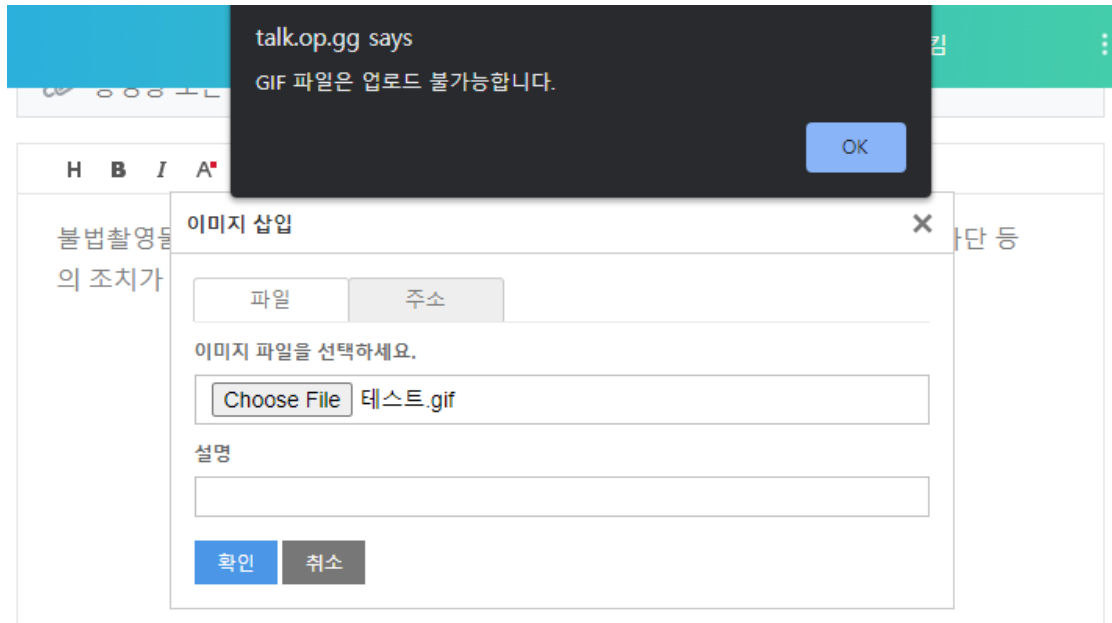 talk.op.gg says
킴
GIF 파일은 업로드 불가능합니다.
OK
H B I A
이미지 삽입
불법촬영물
단 등
의 조치가
파일 주소
이미지 파일을 선택하세요.
Choose File 테스트.gif
설명
확인 취소